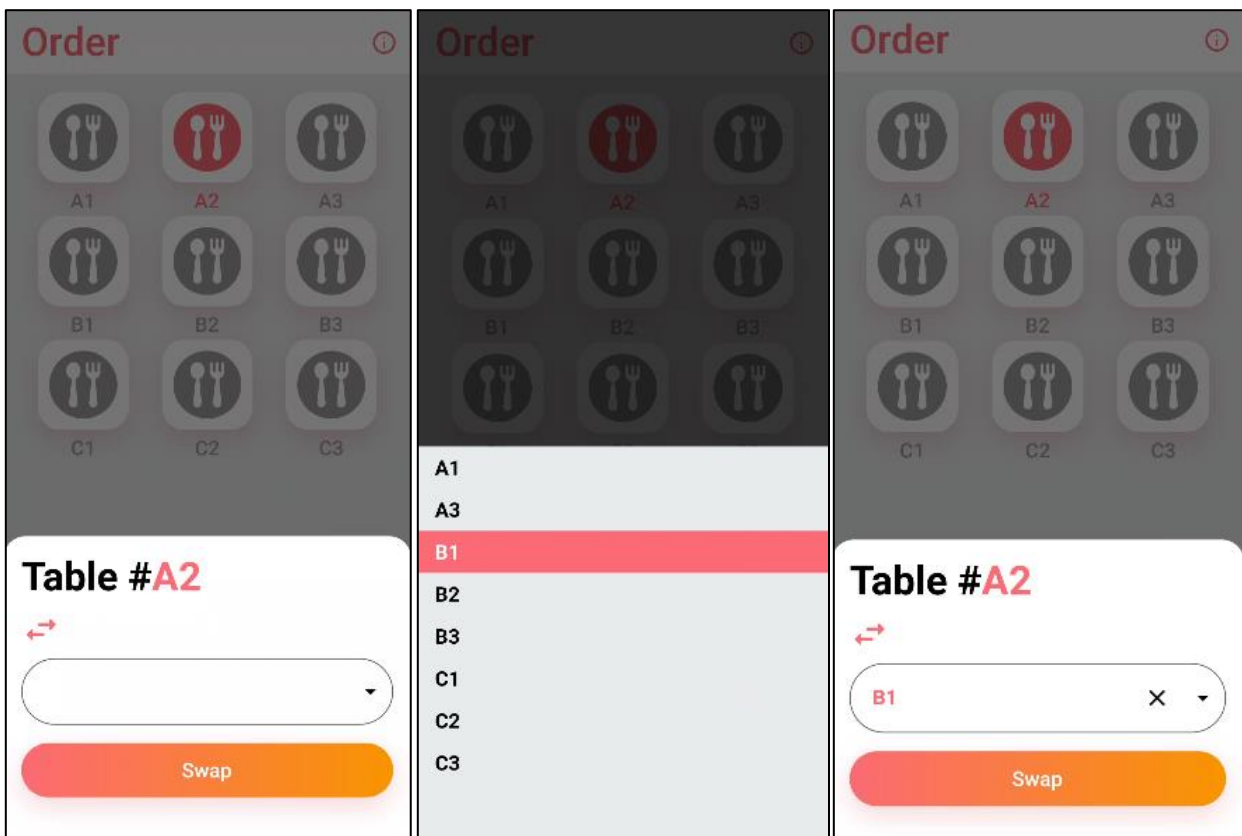 Order
A1 A2 A3
B1 B2 B3
C1 C2 C3
Table #A2
Swap
Order
A1 A2 A3
B1 B2 B3
A1
A3
B1
B2
B3
C1
C2
C3
Order
A1 A2 A3
B1 B2 B3
C1 C2 C3
Table #A2
B1
Swap